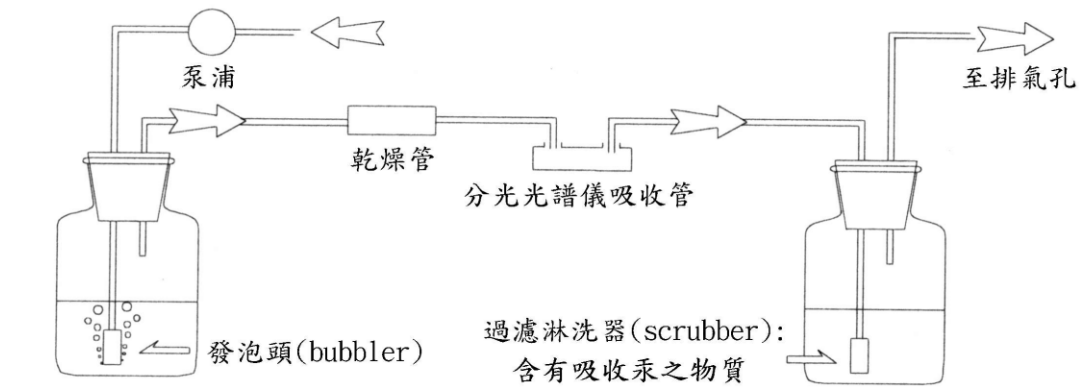 泵浦
至排氣孔
乾燥管
分光光譜儀吸收管
發泡頭(bubbler)
過濾淋洗器(scrubber):
含有吸收汞之物質